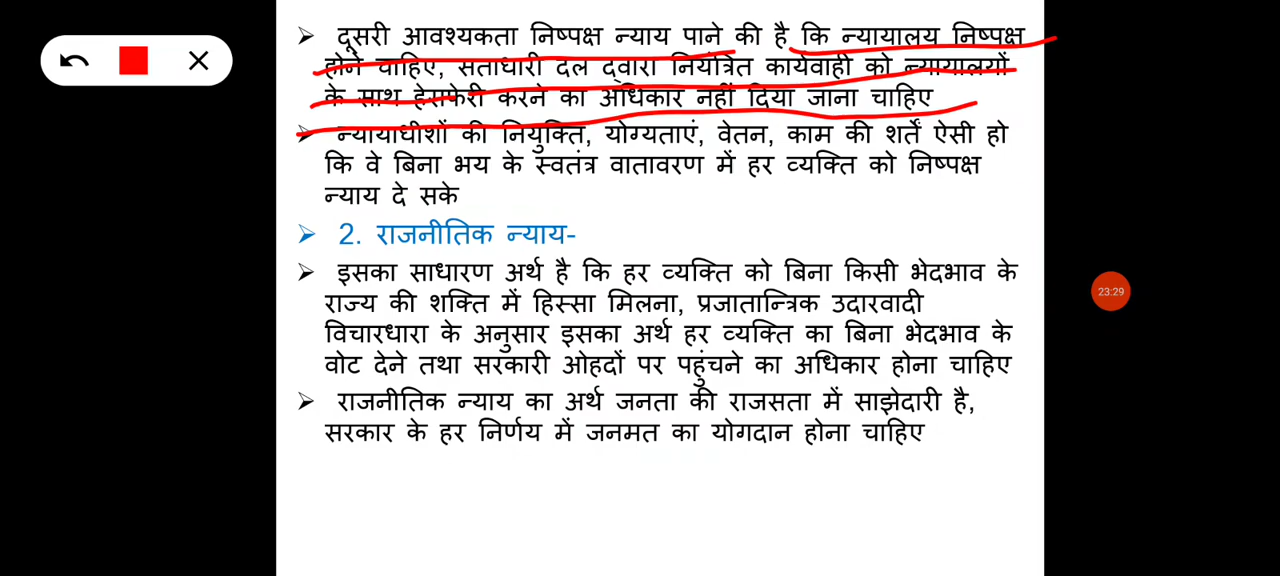 ➢ दूसरी आवश्यकता निष्पक्ष न्याय पाने की है कि न्यायालय निष्पक्ष
होने चाहिए, सताधारी दल द्वारा नियंत्रित कार्यवाही को न्यायालयों
के साथ हेराफेरी करने का अधिकार नहीं दिया जाना चाहिए
➢ न्यायाधीशों की नियुक्ति, योग्यताएं, वेतन, काम की शर्तें ऐसी हो
कि वे बिना भय के स्वतंत्र वातावरण में हर व्यक्ति को निष्पक्ष
न्याय दे सके
➢ 2. राजनीतिक न्याय-
➢ इसका साधारण अर्थ है कि हर व्यक्ति को बिना किसी भेदभाव के
राज्य की शक्ति में हिस्सा मिलना, प्रजातान्त्रिक उदारवादी
विचारधारा के अनुसार इसका अर्थ हर व्यक्ति का बिना भेदभाव के
वोट देने तथा सरकारी ओहदों पर पहुंचने का अधिकार होना चाहिए
➢ राजनीतिक न्याय का अर्थ जनता की राजसता में साझेदारी है,
सरकार के हर निर्णय में जनमत का योगदान होना चाहिए
23:29